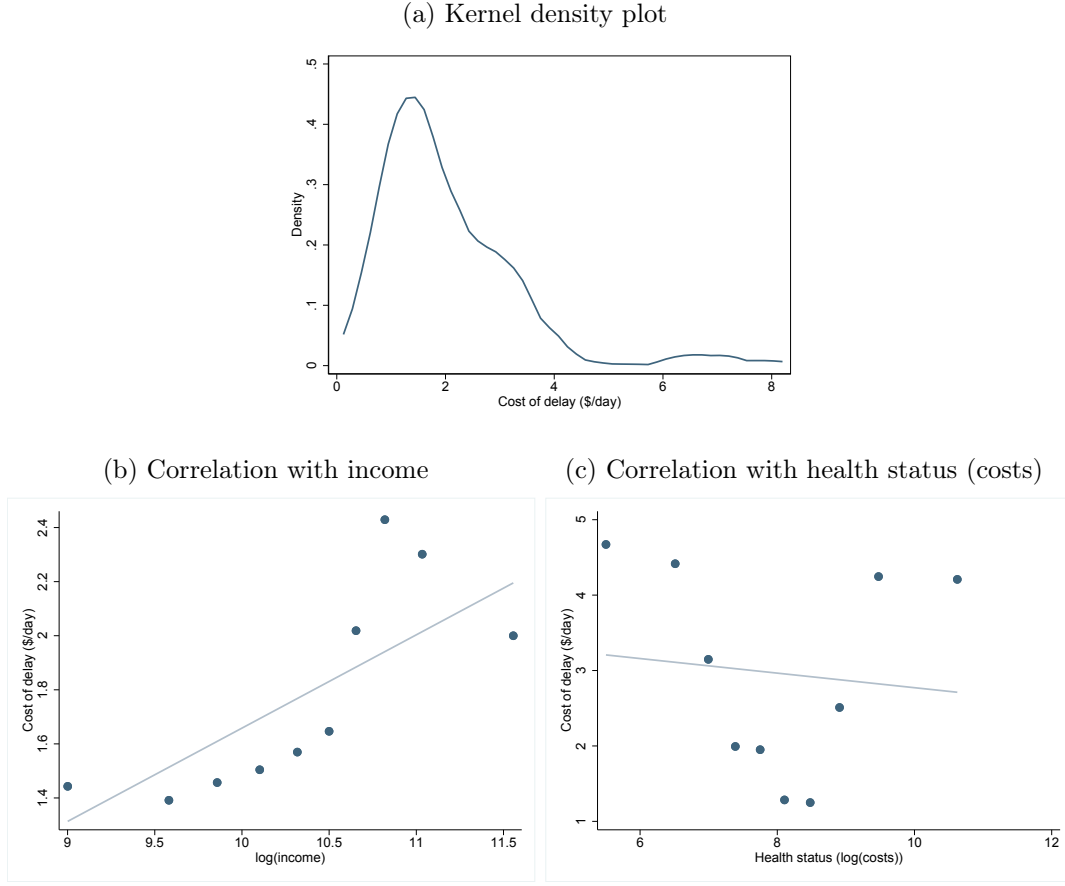 (a) Kernel density plot
.5
.4
.3
.2
.1
0
Density
0 2 4 6 8
Cost of delay ($/day)
(b) Correlation with income
2.4
2.2
2
1.8
1.6
1.4
Cost of delay ($/day)
9 9.5 10 10.5 11 11.5
log(income)
(c) Correlation with health status (costs)
5
4
3
2
1
Cost of delay ($/day)
6 8 10 12
Health status (log(costs))